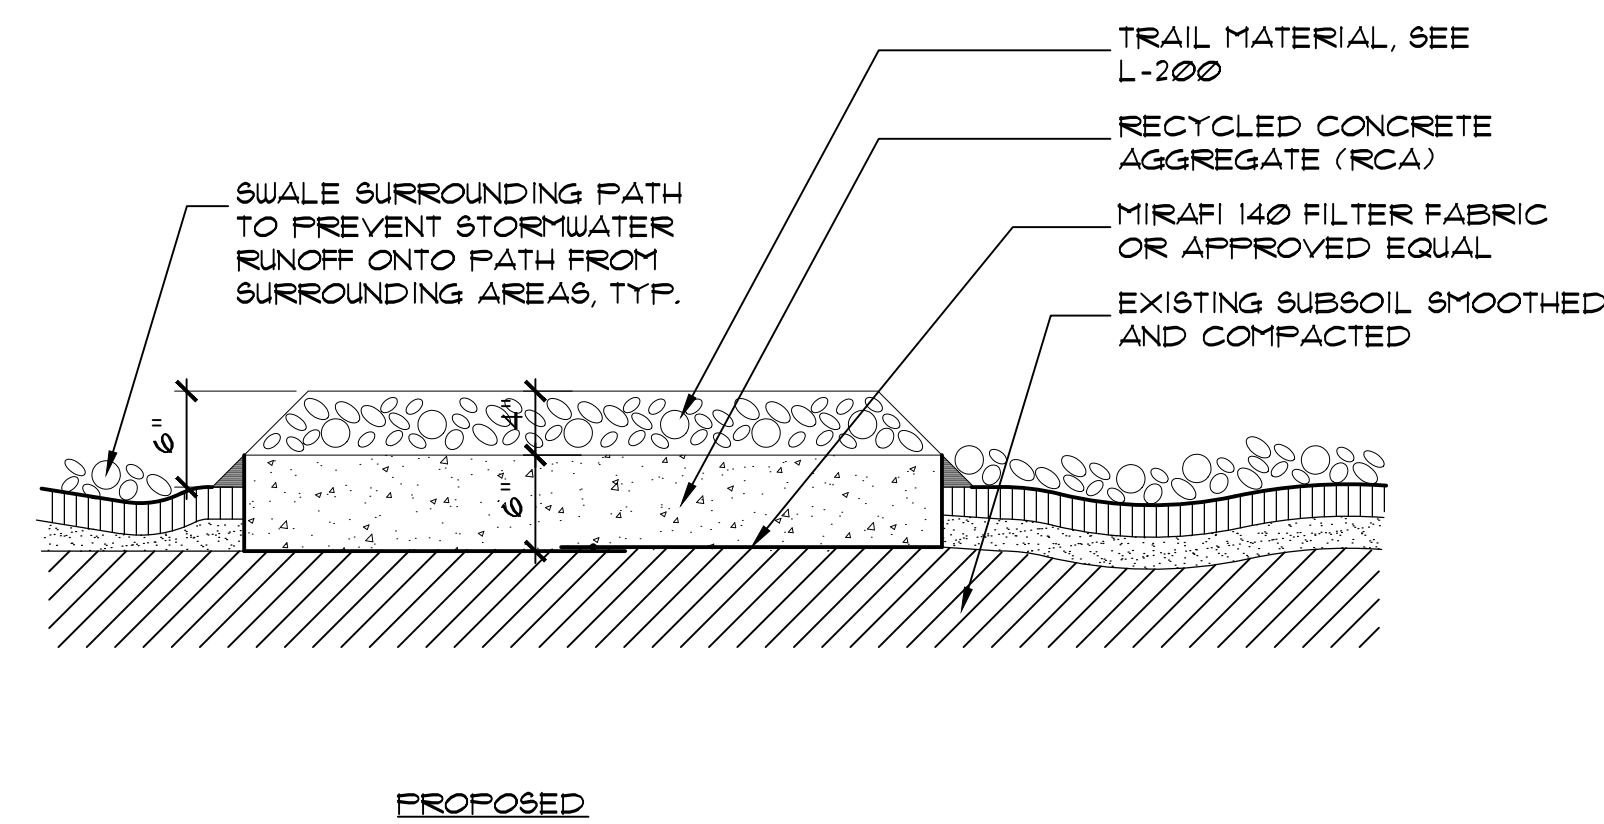 TRAIL MATERIAL, SEE
L-200
RECYCLED CONCRETE
AGGREGATE (RCA)
MIRAFI 140 FILTER FABRIC
OR APPROVED EQUAL
EXISTING SUBSOIL SMOOTHED
AND COMPACTED
SWALE SURROUNDING PATH
TO PREVENT STORMWATER
RUNOFF ONTO PATH FROM
SURROUNDING AREAS, TYP.
6"
4"
6"
PROPOSED